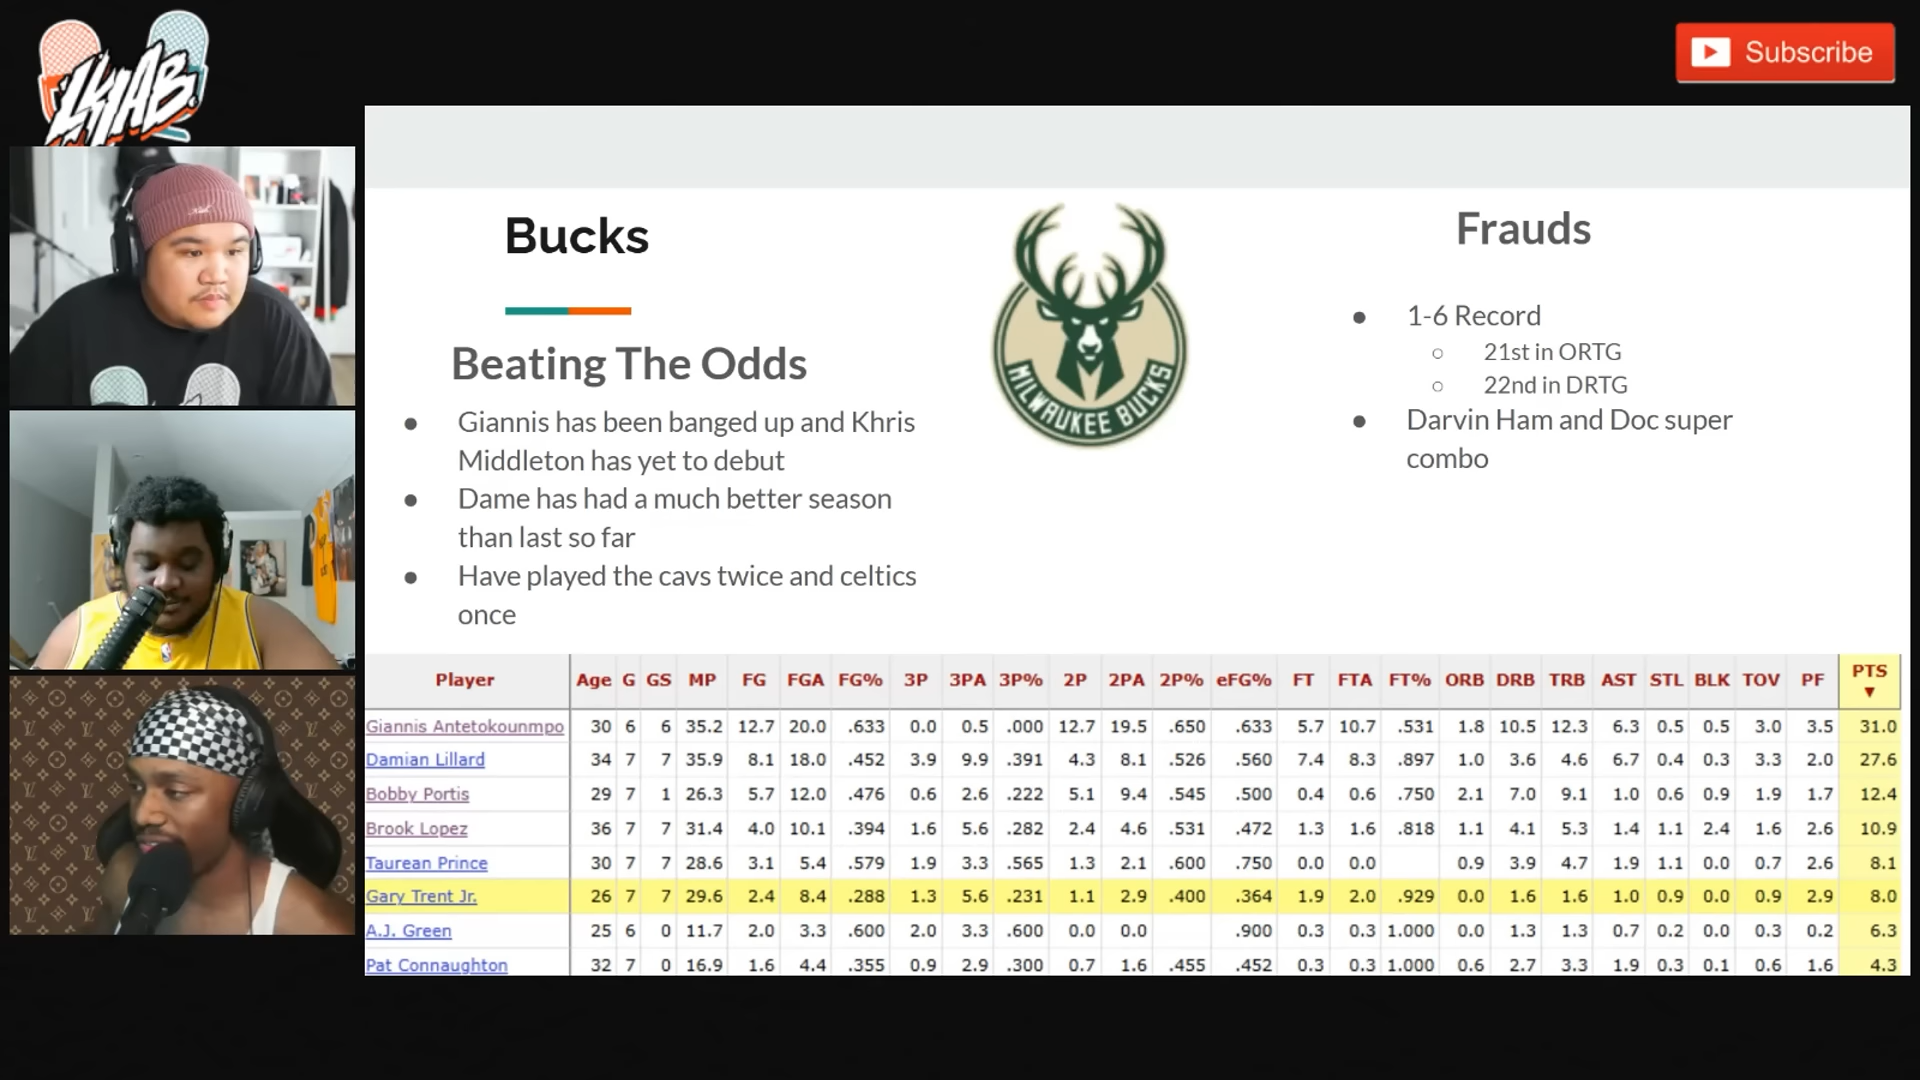 LKIAB
Subscribe
Bucks
Beating The Odds
● Giannis has been banged up and Khris
Middleton has yet to debut
● Dame has had a much better season
than last so far
● Have played the cavs twice and celtics
once
MILWAUKEE BUCKS
Frauds
● 1-6 Record
○ 21st in ORTG
○ 22nd in DRTG
● Darvin Ham and Doc super
combo
Player Age G GS MP FG FGA FG% 3P 3PA 3P% 2P 2PA 2P% eFG% FT FTA FT% ORB DRB TRB AST STL BLK TOV PF PTS ▼
Giannis Antetokounmpo 30 6 6 35.2 12.7 20.0 .633 0.0 0.5 .000 12.7 19.5 .650 .633 5.7 10.7 .531 1.8 10.5 12.3 6.3 0.5 0.5 3.0 3.5 31.0
Damian Lillard 34 7 7 35.9 8.1 18.0 .452 3.9 9.9 .391 4.3 8.1 .526 .560 7.4 8.3 .897 1.0 3.6 4.6 6.7 0.4 0.3 3.3 2.0 27.6
Bobby Portis 29 7 1 26.3 5.7 12.0 .476 0.6 2.6 .222 5.1 9.4 .545 .500 0.4 0.6 .750 2.1 7.0 9.1 1.0 0.6 0.9 1.9 1.7 12.4
Brook Lopez 36 7 7 31.4 4.0 10.1 .394 1.6 5.6 .282 2.4 4.6 .531 .472 1.3 1.6 .818 1.1 4.1 5.3 1.4 1.1 2.4 1.6 2.6 10.9
Taurean Prince 30 7 7 28.6 3.1 5.4 .579 1.9 3.3 .565 1.3 2.1 .600 .750 0.0 0.0 0.9 3.9 4.7 1.9 1.1 0.0 0.7 2.6 8.1
Gary Trent Jr. 26 7 7 29.6 2.4 8.4 .288 1.3 5.6 .231 1.1 2.9 .400 .364 1.9 2.0 .929 0.0 1.6 1.6 1.0 0.9 0.0 0.9 2.9 8.0
A.J. Green 25 6 0 11.7 2.0 3.3 .600 2.0 3.3 .600 0.0 0.0 .900 0.3 0.3 1.000 0.0 1.3 1.3 0.7 0.2 0.0 0.3 0.2 6.3
Pat Connaughton 32 7 0 16.9 1.6 4.4 .355 0.9 2.9 .300 0.7 1.6 .455 .452 0.3 0.3 1.000 0.6 2.7 3.3 1.9 0.3 0.1 0.6 1.6 4.3